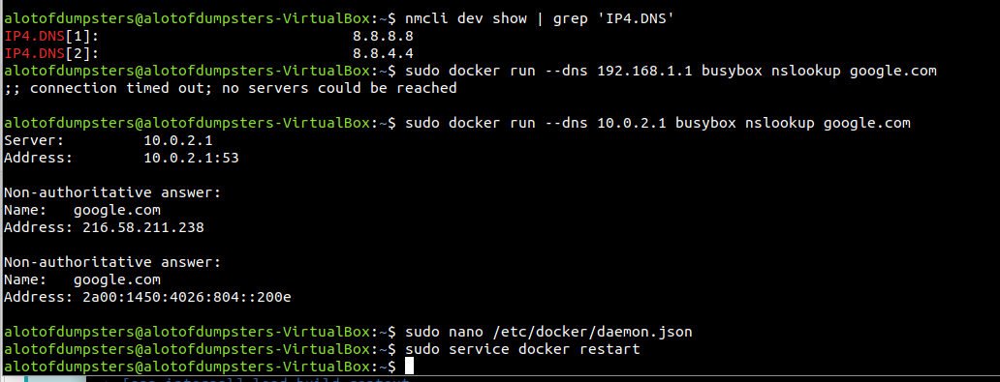 alotofdumpsters@alotofdumpsters-VirtualBox:~$ nmcli dev show | grep 'IP4.DNS'
IP4.DNS[1]:                             8.8.8.8
IP4.DNS[2]:                             8.8.4.4
alotofdumpsters@alotofdumpsters-VirtualBox:~$ sudo docker run --dns 192.168.1.1 busybox nslookup google.com
;; connection timed out; no servers could be reached
alotofdumpsters@alotofdumpsters-VirtualBox:~$ sudo docker run --dns 10.0.2.1 busybox nslookup google.com
Server:         10.0.2.1
Address:        10.0.2.1:53
Non-authoritative answer:
Name:   google.com
Address: 216.58.211.238
Non-authoritative answer:
Name:   google.com
Address: 2a00:1450:4026:804::200e
alotofdumpsters@alotofdumpsters-VirtualBox:~$ sudo nano /etc/docker/daemon.json
alotofdumpsters@alotofdumpsters-VirtualBox:~$ sudo service docker restart
alotofdumpsters@alotofdumpsters-VirtualBox:~$